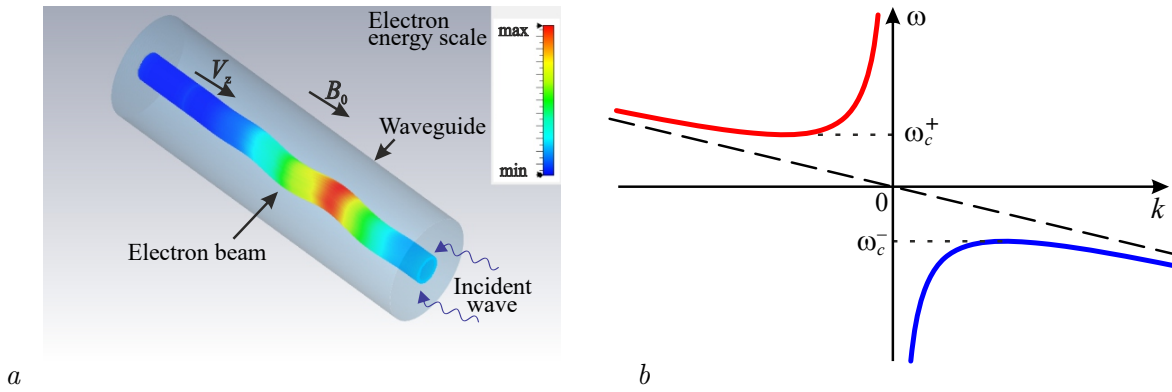 Electron
energy scale
max
min
V_z
B_0
Waveguide
Electron beam
Incident
wave
a
ω
ω_c^+
0
k
ω_c^-
b